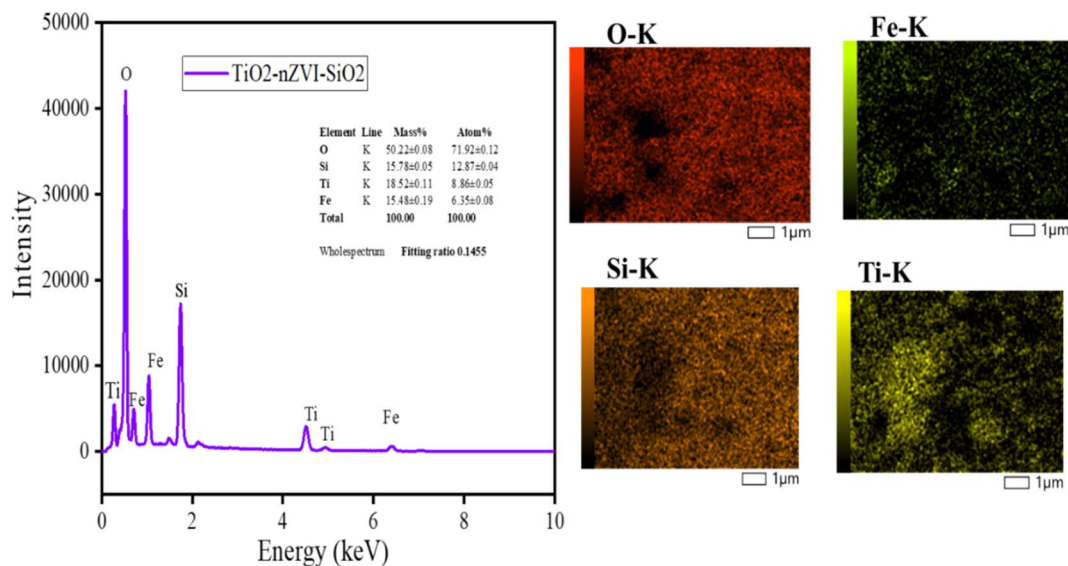 50000
40000
30000
20000
10000
0
Intensity
0
2
4
6
8
10
Energy (keV)
TiO2-nZVI-SiO2
O
Ti
Fe
Fe
Si
Ti
Ti
Fe
Element Line Mass% Atom%
O K 50.22±0.08 71.92±0.12
Si K 15.78±0.05 12.87±0.04
Ti K 18.52±0.11 8.86±0.05
Fe K 15.48±0.19 6.35±0.08
Total 100.00 100.00
Wholespectrum Fitting ratio 0.1455
O-K
1μm
Fe-K
1μm
Si-K
1μm
Ti-K
1μm